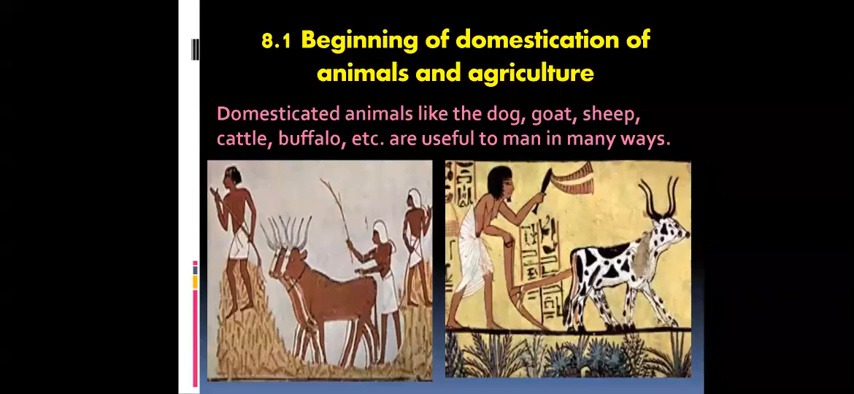 8.1 Beginning of domestication of
animals and agriculture
Domesticated animals like the dog, goat, sheep,
cattle, buffalo, etc. are useful to man in many ways.